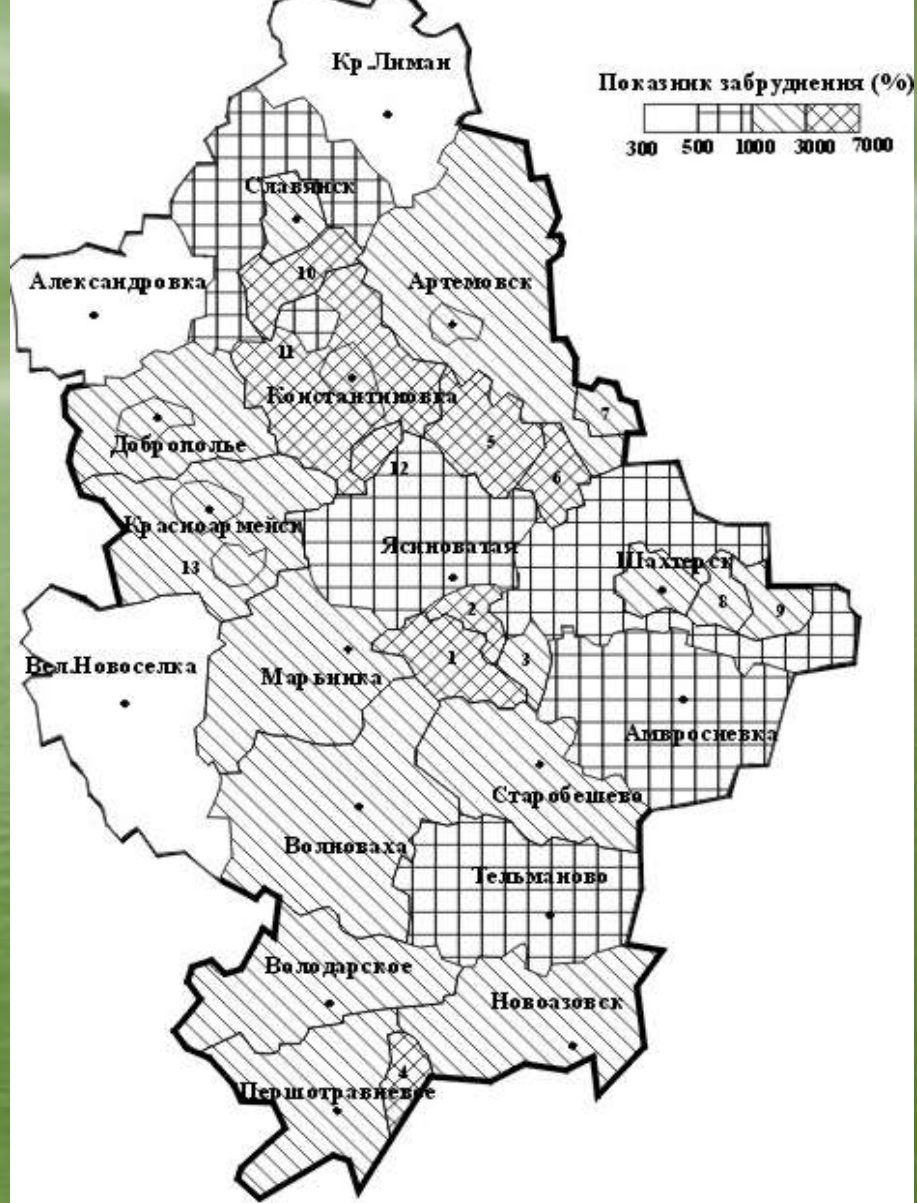 Кр.Лиман
Показник забруднення (%)
300 500 1000 3000 7000
Славянск
10
Александровка
Артемовск
11
Константиновка
7
Доброполье
5
12
6
Красноармейск
Ясиноватая
13
Шахтерск
2
8
9
Вел.Новоселка
Марьинка
1
3
Амвросиевка
Старобешево
Волноваха
Тельманово
Володарское
Новоазовск
4
Першотравневое